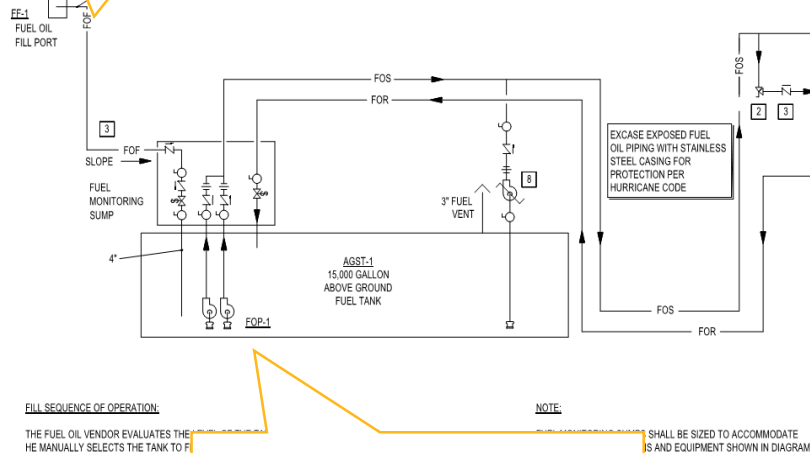 FF-1
FUEL OIL
FILL PORT
FOF
3
FOF
SLOPE
FUEL
MONITORING
SUMP
4"
FOS
FOR
8
3" FUEL
VENT
AGST-1
15,000 GALLON
ABOVE GROUND
FUEL TANK
FOP-1
EXCASE EXPOSED FUEL
OIL PIPING WITH STAINLESS
STEEL CASING FOR
PROTECTION PER
HURRICANE CODE
FOS
2 3
FOS
FOR
FILL SEQUENCE OF OPERATION:
THE FUEL OIL VENDOR EVALUATES THE
HE MANUALLY SELECTS THE TANK TO
NOTE:
SHALL BE SIZED TO ACCOMMODATE
AND EQUIPMENT SHOWN IN DIAGRAM